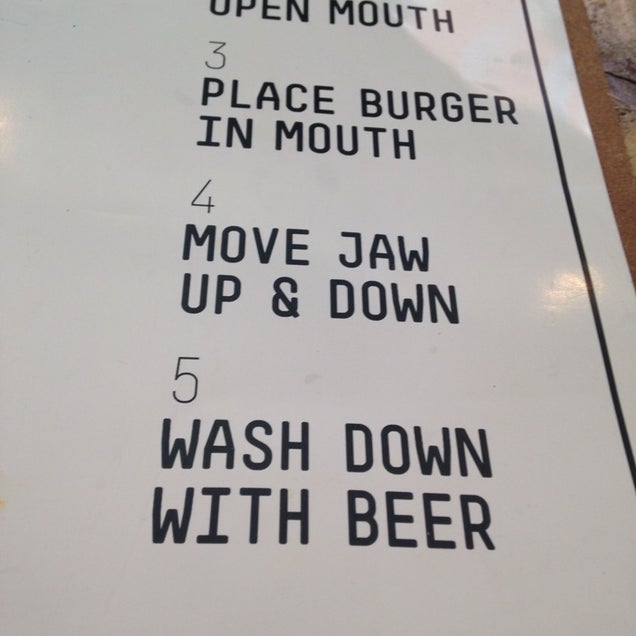 OPEN MOUTH
3
PLACE BURGER
IN MOUTH
4
MOVE JAW
UP & DOWN
5
WASH DOWN
WITH BEER